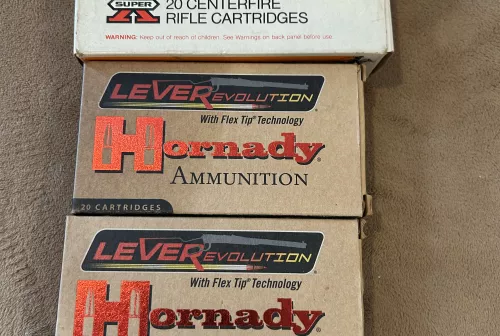 SUPER
X
20 CENTERFIRE
RIFLE CARTRIDGES
WARNING: Keep out of reach of children. See Warnings on back panel before use.
LEVEREVOLUTION
With Flex Tip® Technology
Hornady®
AMMUNITION
20 CARTRIDGES
LEVEREVOLUTION
With Flex Tip® Technology
Hornady®